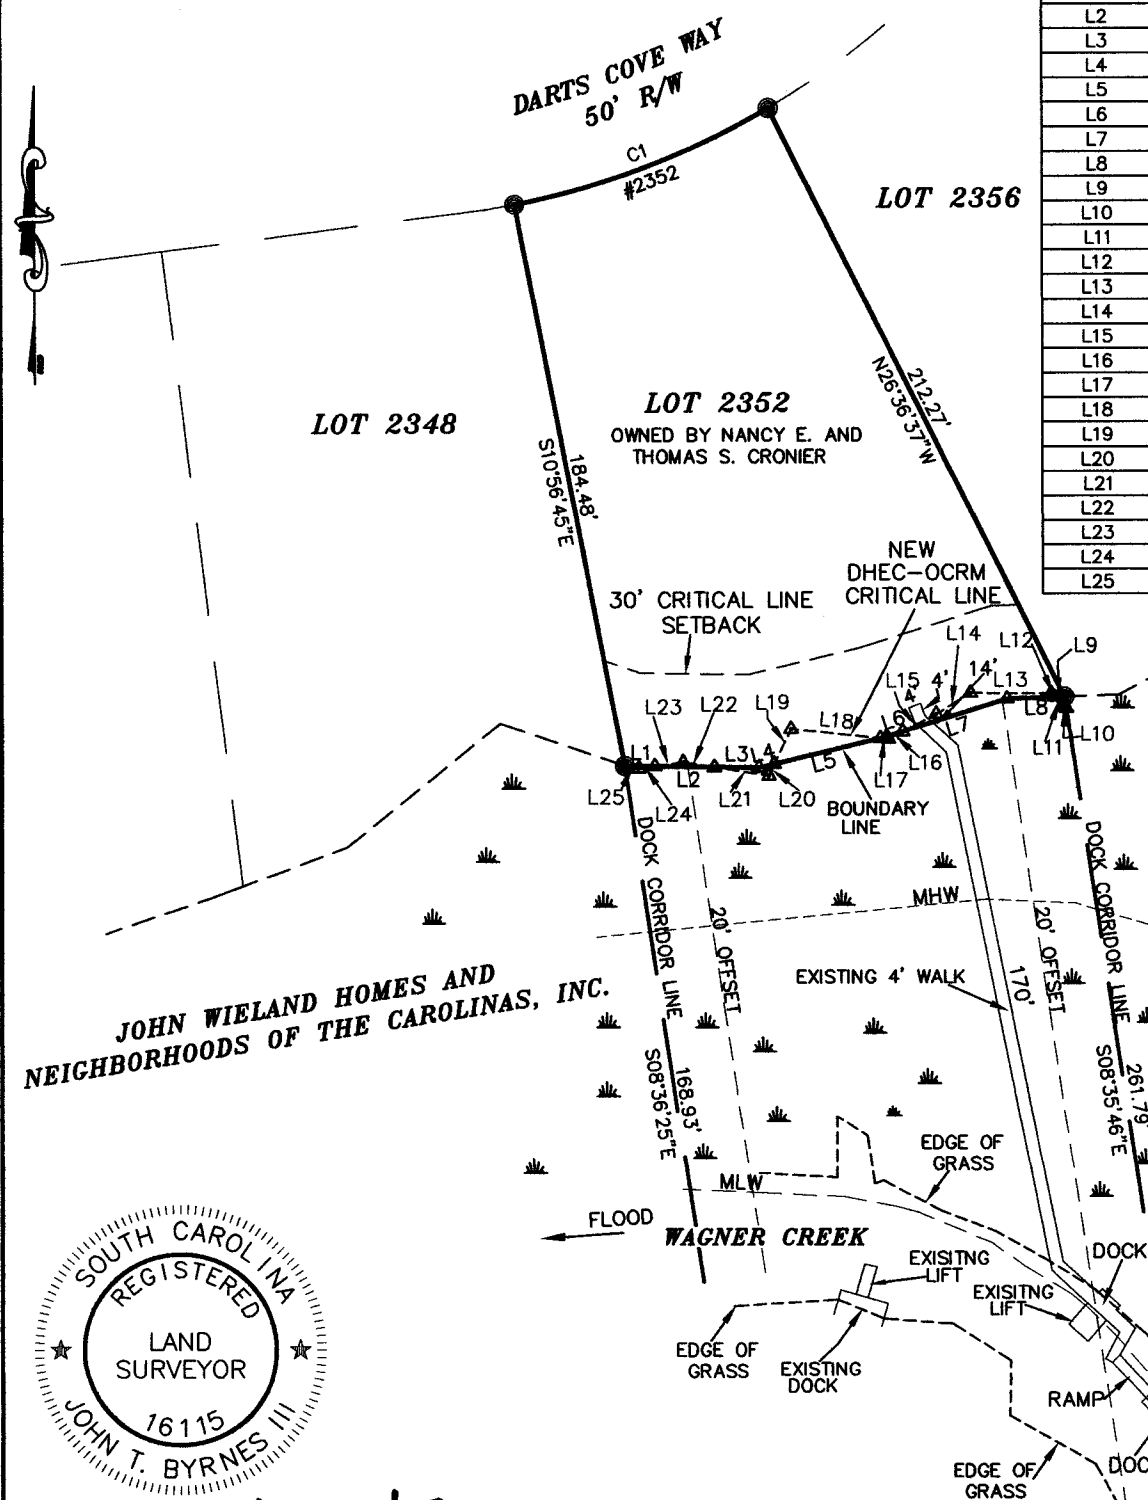 DARTS COVE WAY
50' R/W
C1
#2352
LOT 2356
L2
L3
L4
L5
L6
L7
L8
L9
L10
L11
L12
L13
L14
L15
L16
L17
L18
L19
L20
L21
L22
L23
L24
L25
LOT 2348
LOT 2352
OWNED BY NANCY E. AND
THOMAS S. CRONIER
212.27'
N26°36'37"W
184.48'
S10°56'45"E
NEW
DHEC-OCRM
CRITICAL LINE
30' CRITICAL LINE
SETBACK
L14
L12
L9
14'
L13
L15
4'
4'
L8
L19
L18
L6
L7
L10
L11
L23
L22
L1
L2
L3
L4
L5
L17
L16
L25
L24
L21
L20
BOUNDARY
LINE
DOCK CORRIDOR LINE
20' OFFSET
MHW
DOCK CORRIDOR LINE
20' OFFSET
EXISTING 4' WALK
170'
JOHN WIELAND HOMES AND
NEIGHBORHOODS OF THE CAROLINAS, INC.
168.93'
S08°36'25"E
261.79'
S08°35'46"E
EDGE OF
GRASS
MLW
FLOOD
WAGNER CREEK
DOCK
EXISITNG
LIFT
EXISITNG
LIFT
EDGE OF
GRASS
EXISTING
DOCK
RAMP
DOC
EDGE OF
GRASS
SOUTH CAROLINA
REGISTERED
LAND
SURVEYOR
16115
JOHN T. BYRNES III